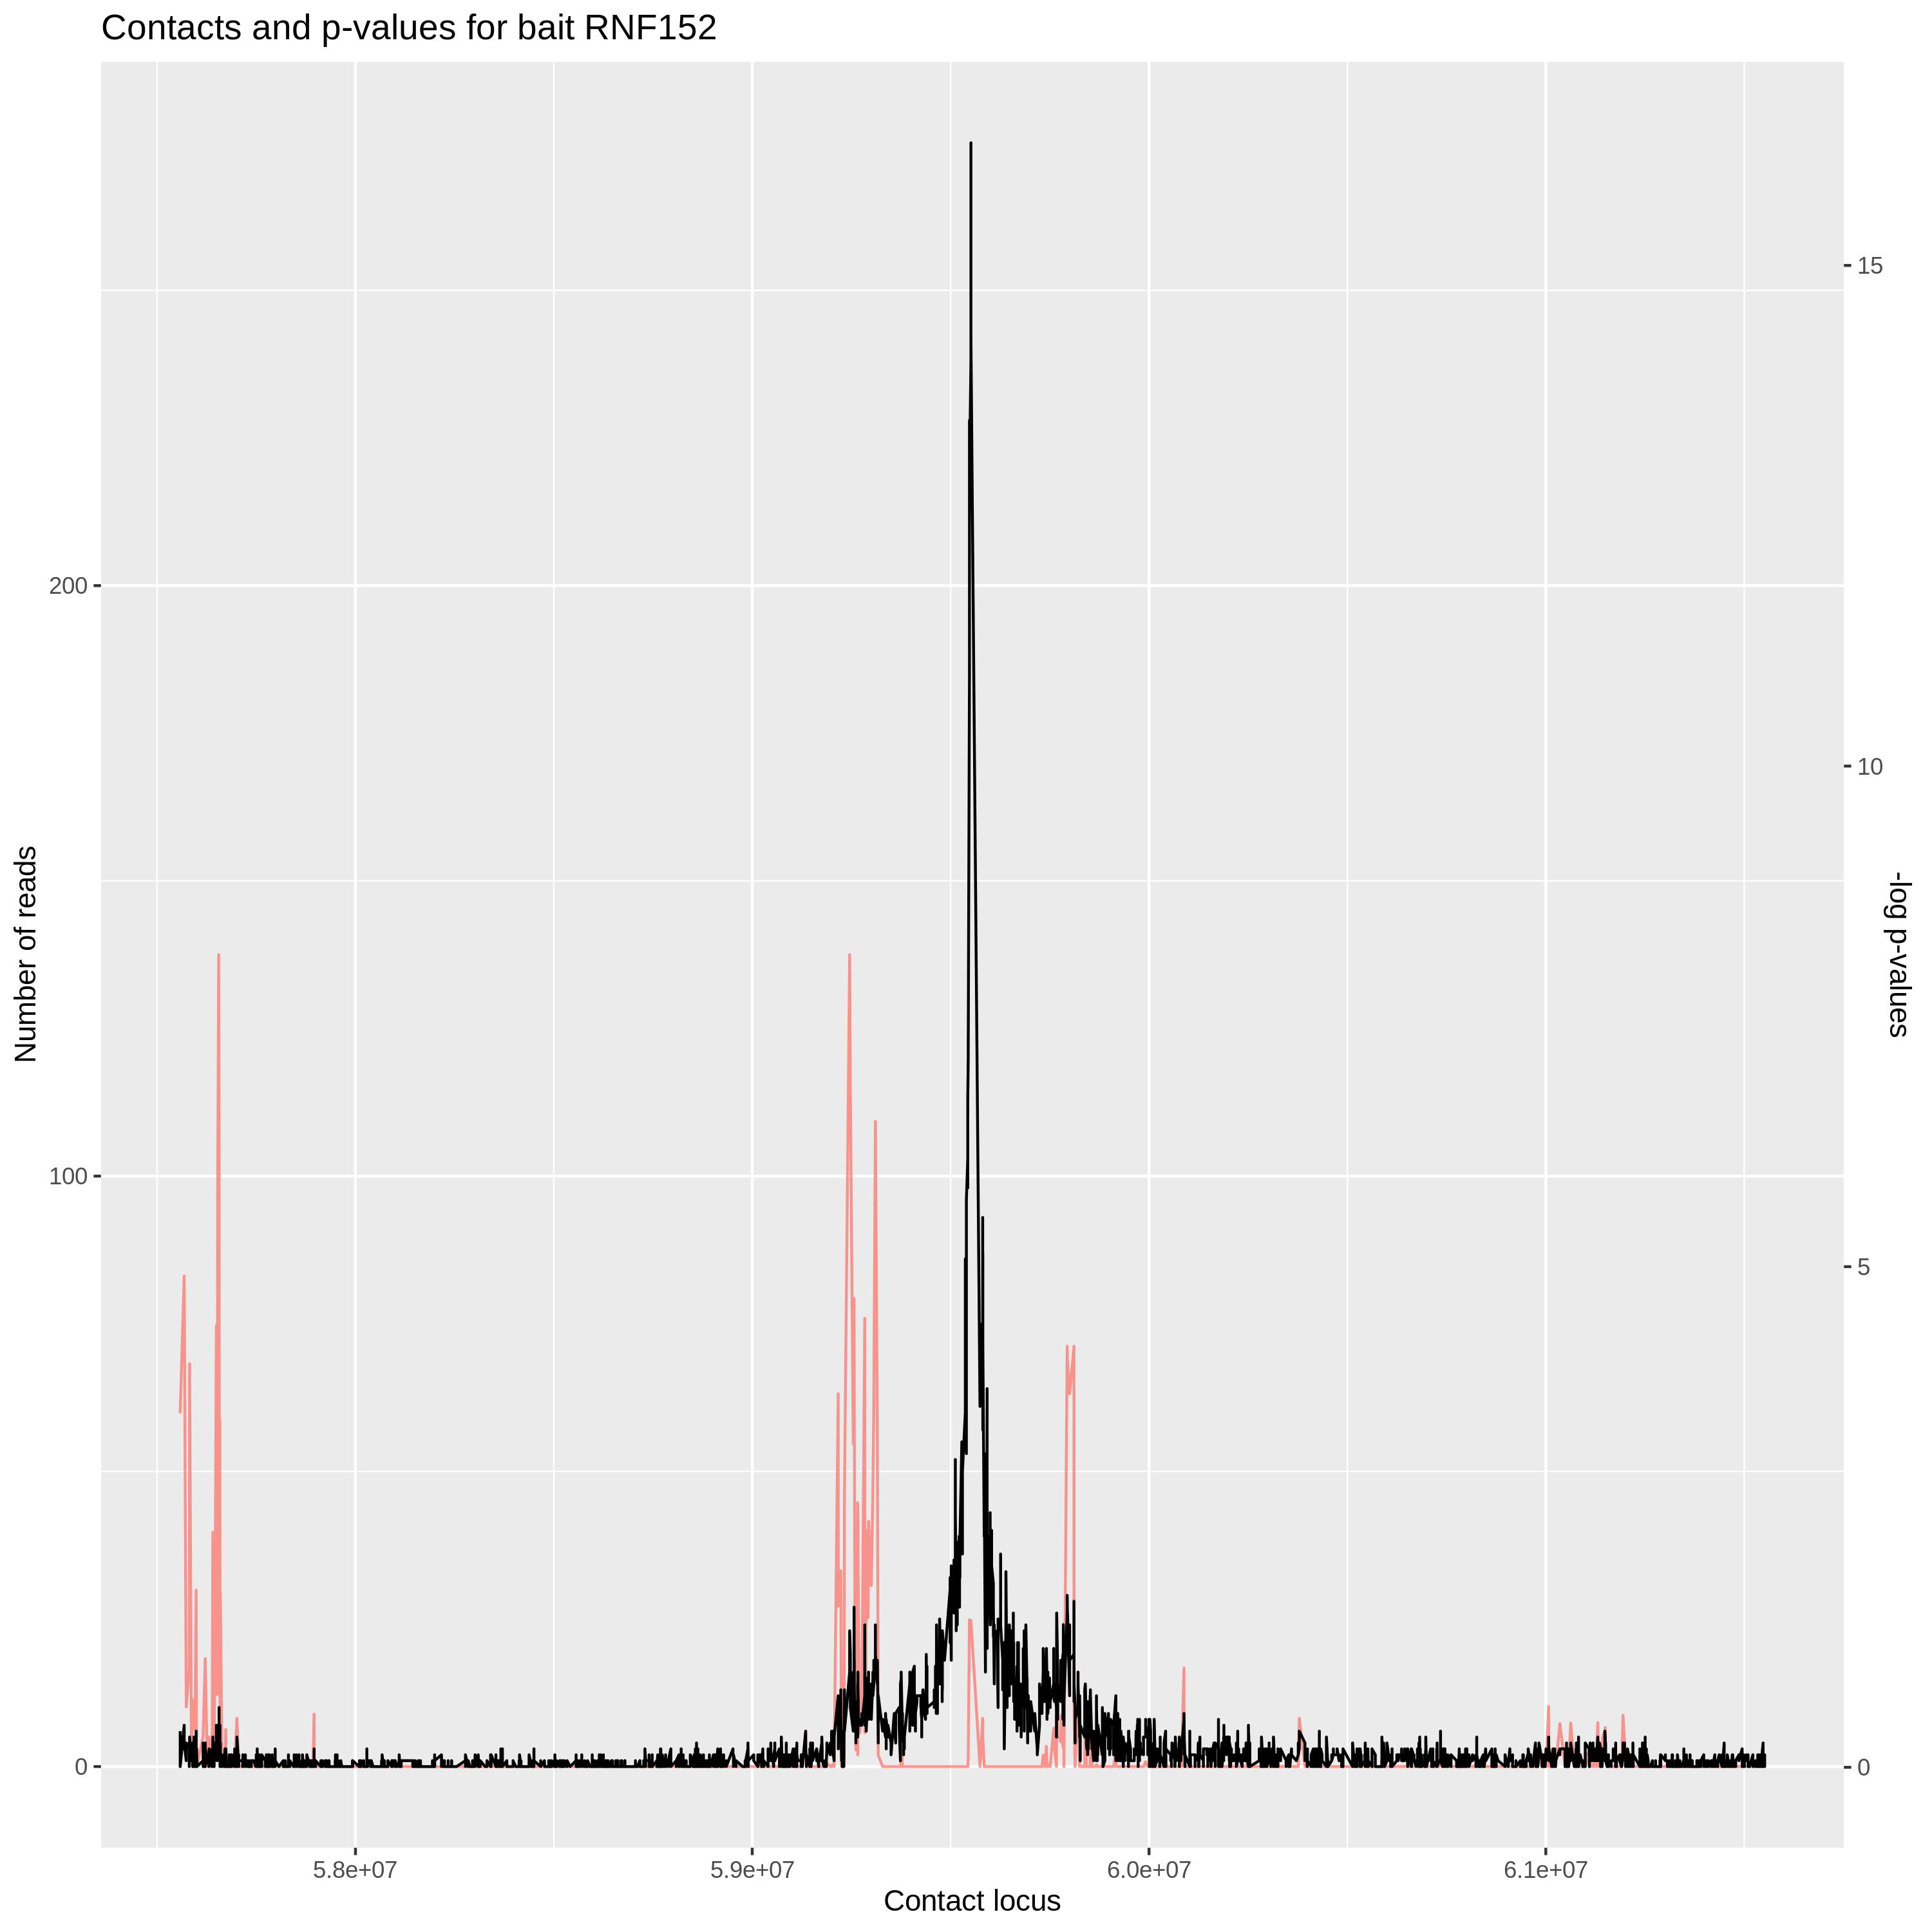 Contacts and p-values for bait RNF152
15
200
10
Number of reads
-log p-values
5
100
0
0
5.8e+07
5.9e+07
6.0e+07
6.1e+07
Contact locus